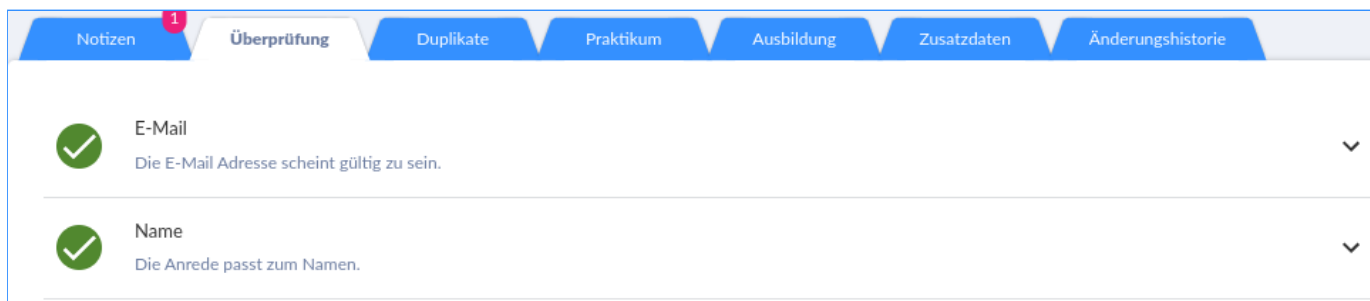 1
Notizen Überprüfung Duplikate Praktikum Ausbildung Zusatzdaten Änderungshistorie
E-Mail
Die E-Mail Adresse scheint gültig zu sein.
Name
Die Anrede passt zum Namen.